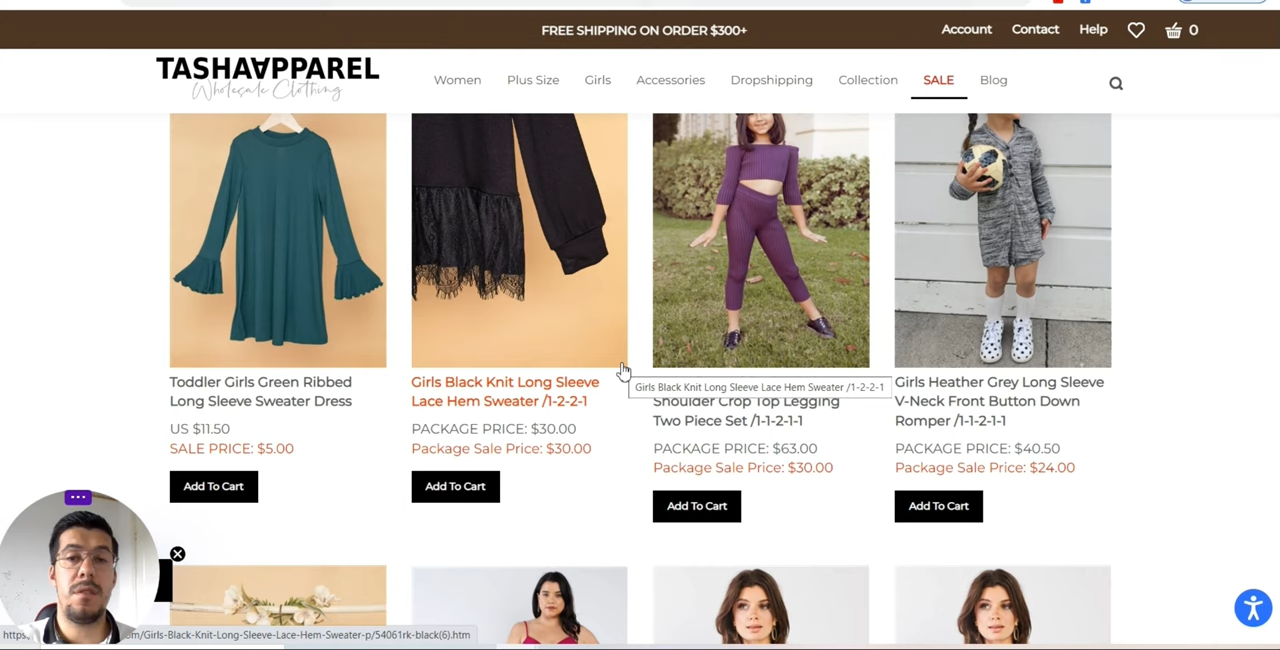 FREE SHIPPING ON ORDER $300+
Account Contact Help 0
TASHAAPPAREL
Wholesale Clothing
Women Plus Size Girls Accessories Dropshipping Collection SALE Blog
Toddler Girls Green Ribbed
Long Sleeve Sweater Dress
US $11.50
SALE PRICE: $5.00
Add To Cart
Girls Black Knit Long Sleeve
Lace Hem Sweater /1-2-2-1
PACKAGE PRICE: $30.00
Package Sale Price: $30.00
Add To Cart
Girls Black Knit Long Sleeve Lace Hem Sweater /1-2-2-1
Shoulder Crop Top Legging
Two Piece Set /1-1-2-1-1
PACKAGE PRICE: $63.00
Package Sale Price: $30.00
Add To Cart
Girls Heather Grey Long Sleeve
V-Neck Front Button Down
Romper /1-1-2-1-1
PACKAGE PRICE: $40.50
Package Sale Price: $24.00
Add To Cart
https: om/Girls-Black-Knit-Long-Sleeve-Lace-Hem-Sweater-p/54061rk-black(6).htm